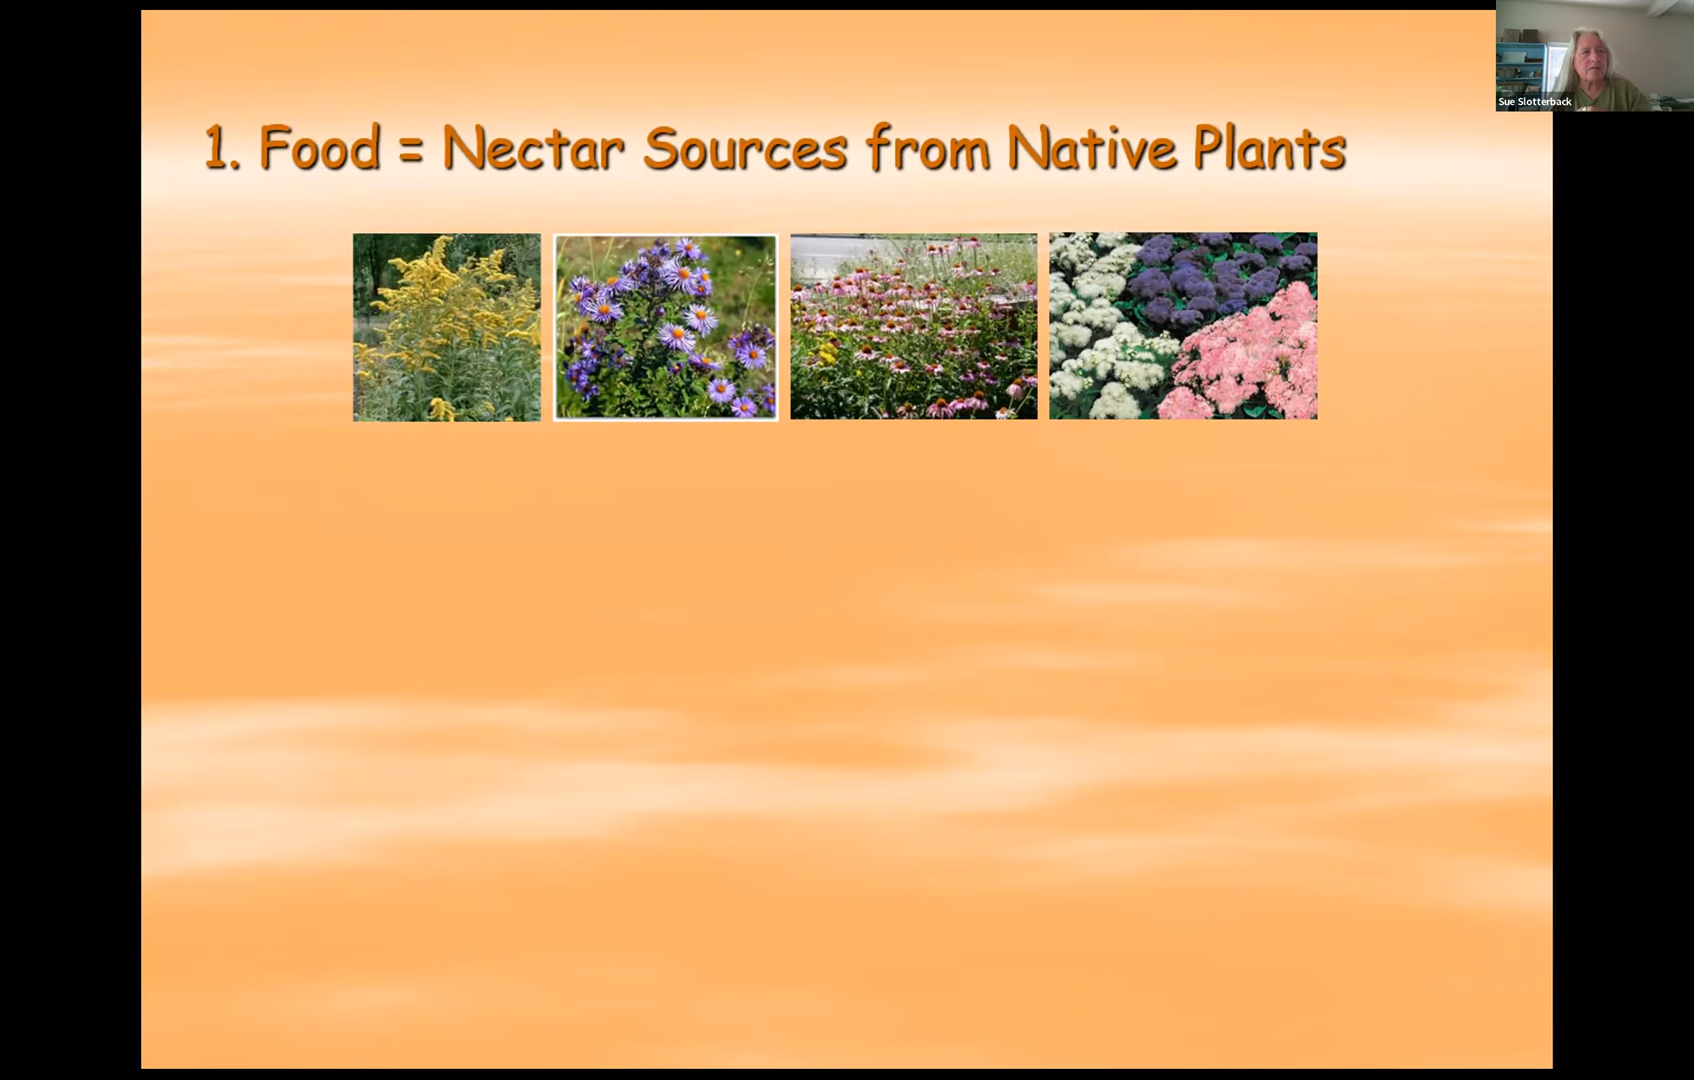 1. Food = Nectar Sources from Native Plants
Sue Slotterback